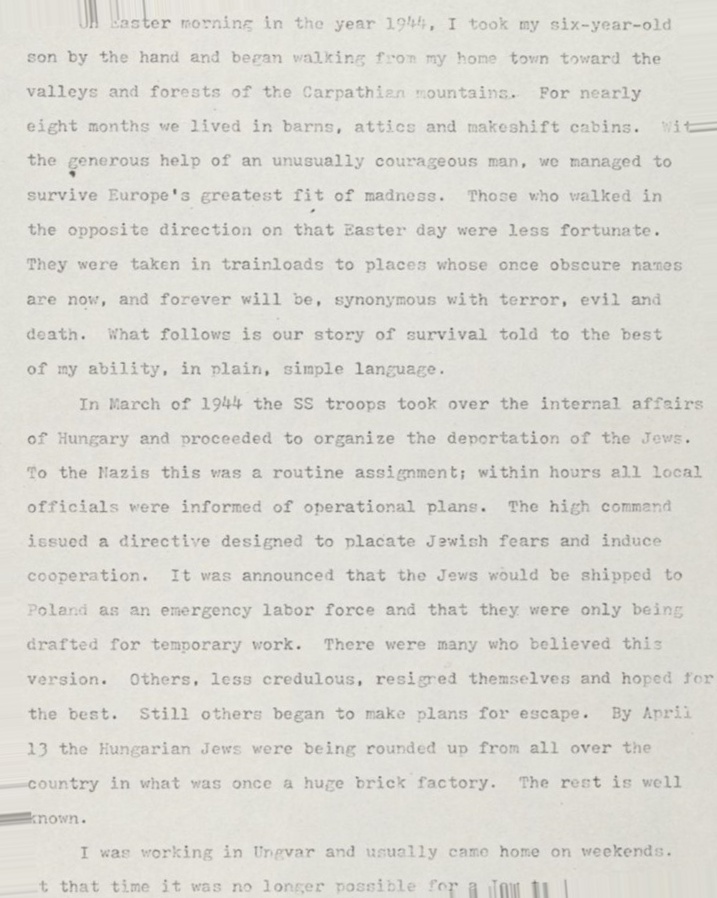 On Easter morning in the year 1944, I took my six-year-old
son by the hand and began walking from my home town toward the
valleys and forests of the Carpathian mountains. For nearly
eight months we lived in barns, attics and makeshift cabins. Wit
the generous help of an unusually courageous man, we managed to
survive Europe's greatest fit of madness. Those who walked in
the opposite direction on that Easter day were less fortunate.
They were taken in trainloads to places whose once obscure names
are now, and forever will be, synonymous with terror, evil and
death. What follows is our story of survival told to the best
of my ability, in plain, simple language.
In March of 1944 the SS troops took over the internal affairs
of Hungary and proceeded to organize the deportation of the Jews.
To the Nazis this was a routine assignment; within hours all local
officials were informed of operational plans. The high command
issued a directive designed to placate Jewish fears and induce
cooperation. It was announced that the Jews would be shipped to
Poland as an emergency labor force and that they were only being
drafted for temporary work. There were many who believed this
version. Others, less credulous, resigned themselves and hoped for
the best. Still others began to make plans for escape. By April
13 the Hungarian Jews were being rounded up from all over the
country in what was once a huge brick factory. The rest is well
known.
I was working in Ungvar and usually came home on weekends.
t that time it was no longer possible for a Jew